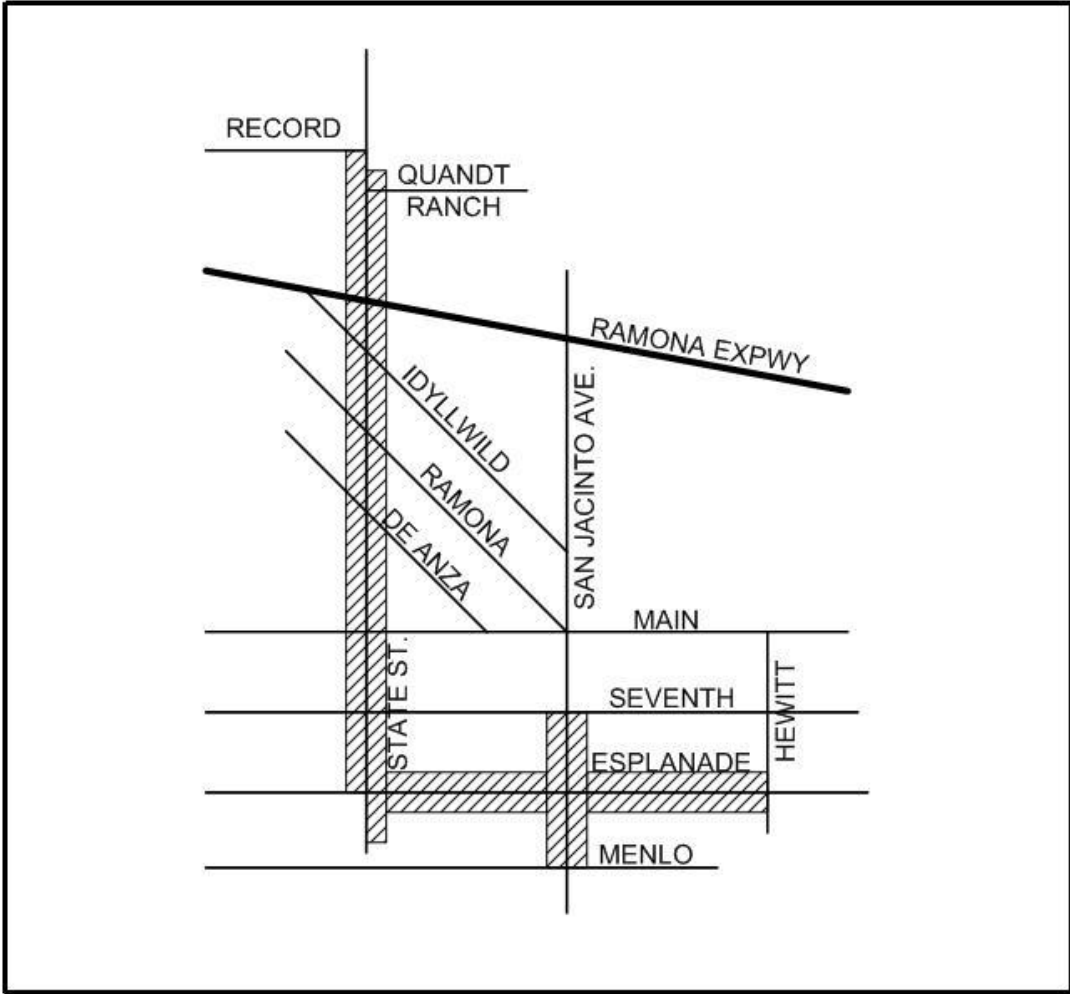 RECORD
QUANDT
RANCH
RAMONA EXPWY
IDYLLWILD
SAN JACINTO AVE.
RAMONA
DE ANZA
MAIN
STATE ST.
SEVENTH
HEWITT
ESPLANADE
MENLO